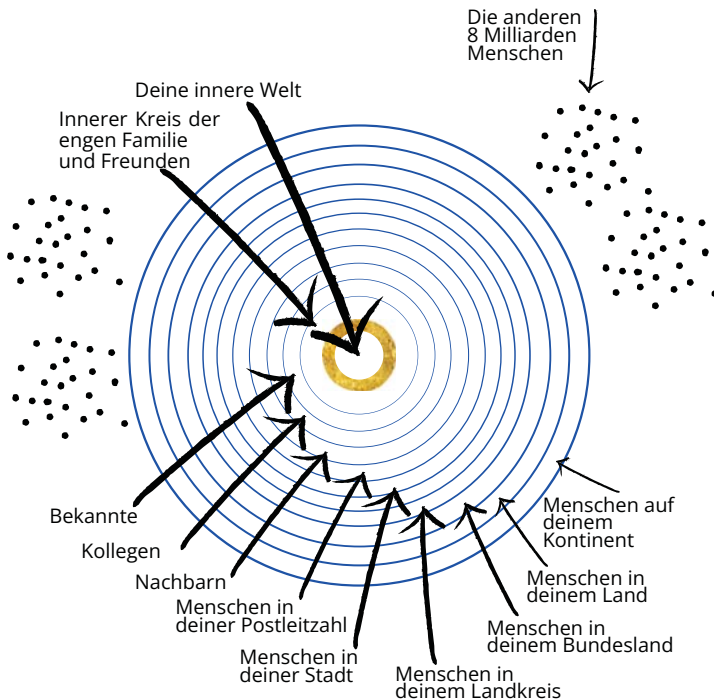 Die anderen
8 Milliarden
Menschen
Deine innere Welt
Innerer Kreis der
engen Familie
und Freunden
Bekannte
Kollegen
Nachbarn
Menschen in
deiner Postleitzahl
Menschen in
deiner Stadt
Menschen in
deinem Landkreis
Menschen in
deinem Bundesland
Menschen in
deinem Land
Menschen auf
deinem
Kontinent